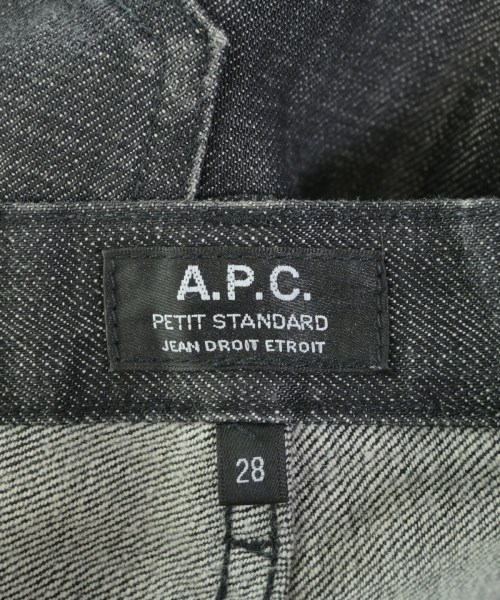 A.P.C.
PETIT STANDARD
JEAN DROIT ETROIT
28